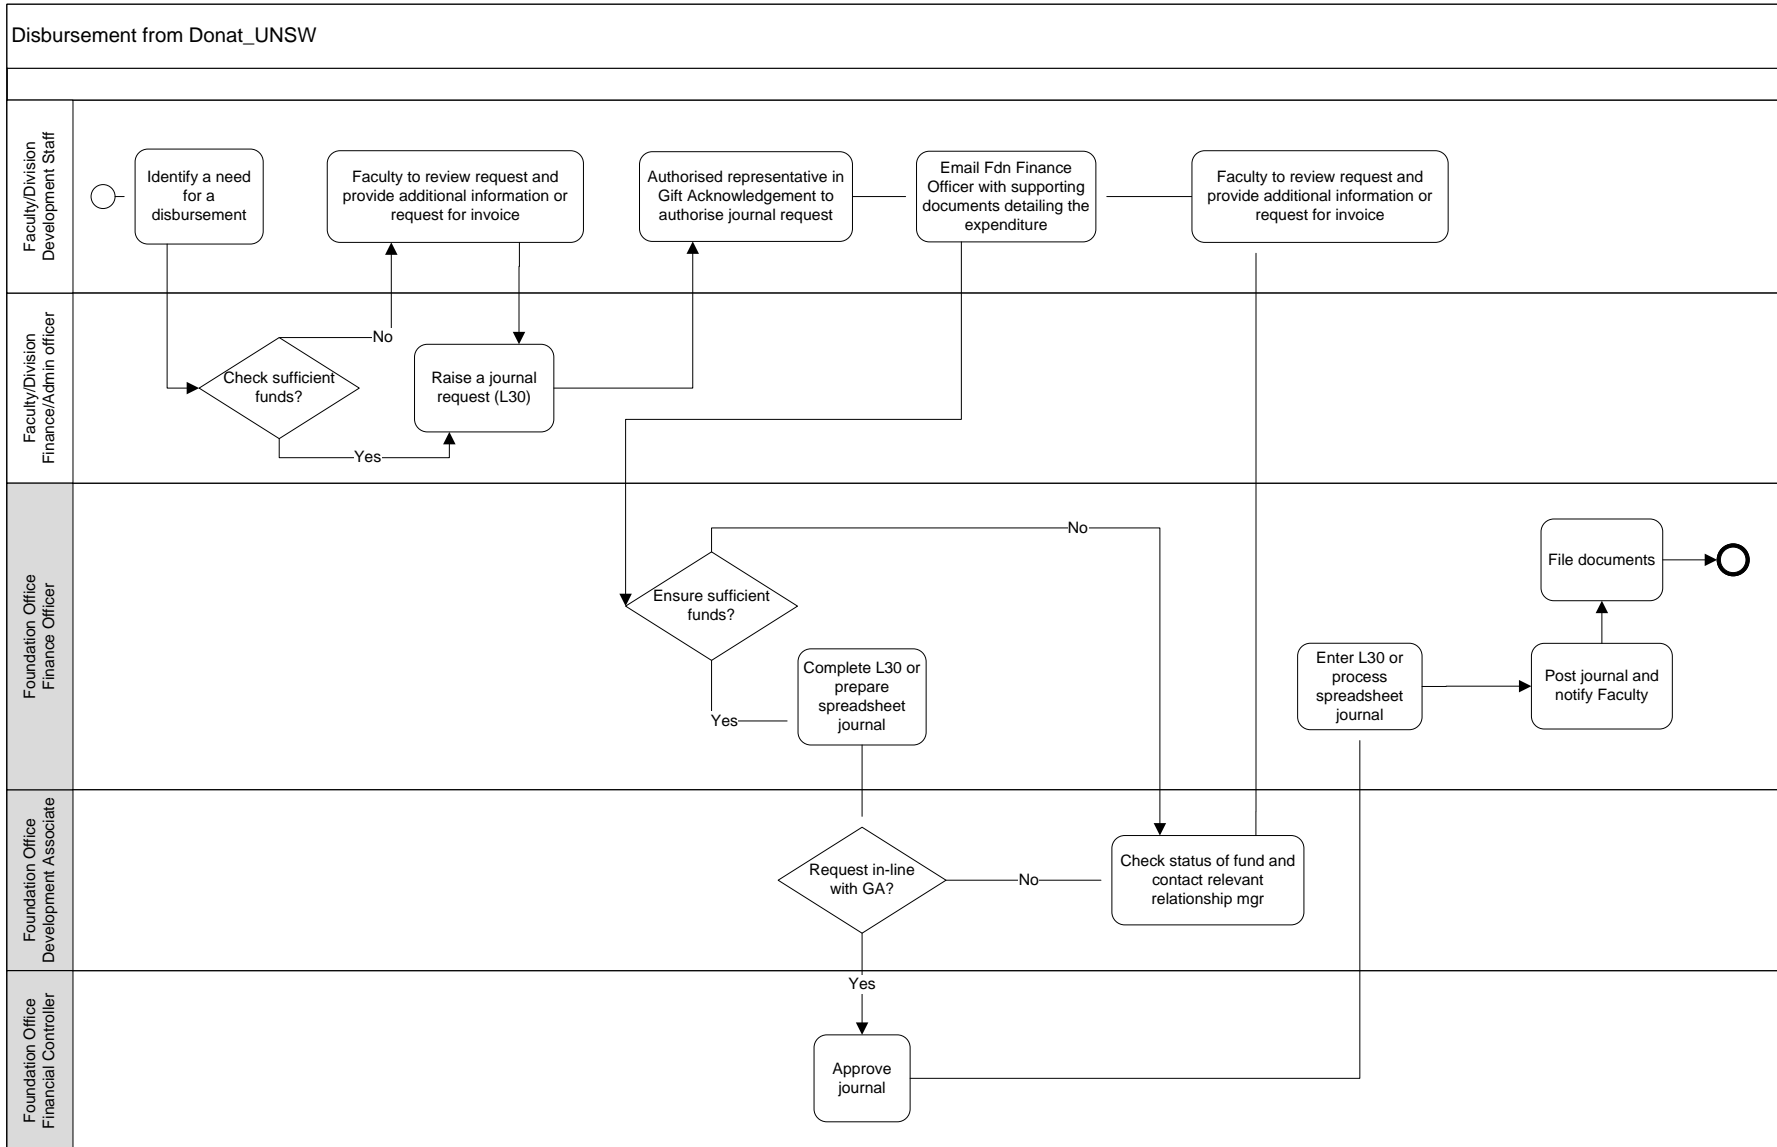 Disbursement from Donat_UNSW
Faculty/Division
Development Staff
Identify a need
for a
disbursement
Faculty to review request and
provide additional information or
request for invoice
Authorised representative in
Gift Acknowledgement to
authorise journal request
Email Fdn Finance
Officer with supporting
documents detailing the
expenditure
Faculty to review request and
provide additional information or
request for invoice
Faculty/Division
Finance/Admin officer
Check sufficient
funds?
No
Yes
Raise a journal
request (L30)
Foundation Office
Finance Officer
Ensure sufficient
funds?
No
Yes
Complete L30 or
prepare
spreadsheet
journal
Enter L30 or
process
spreadsheet
journal
Post journal and
notify Faculty
File documents
Foundation Office
Development Associate
Request in-line
with GA?
No
Check status of fund and
contact relevant
relationship mgr
Yes
Foundation Office
Financial Controller
Approve
journal